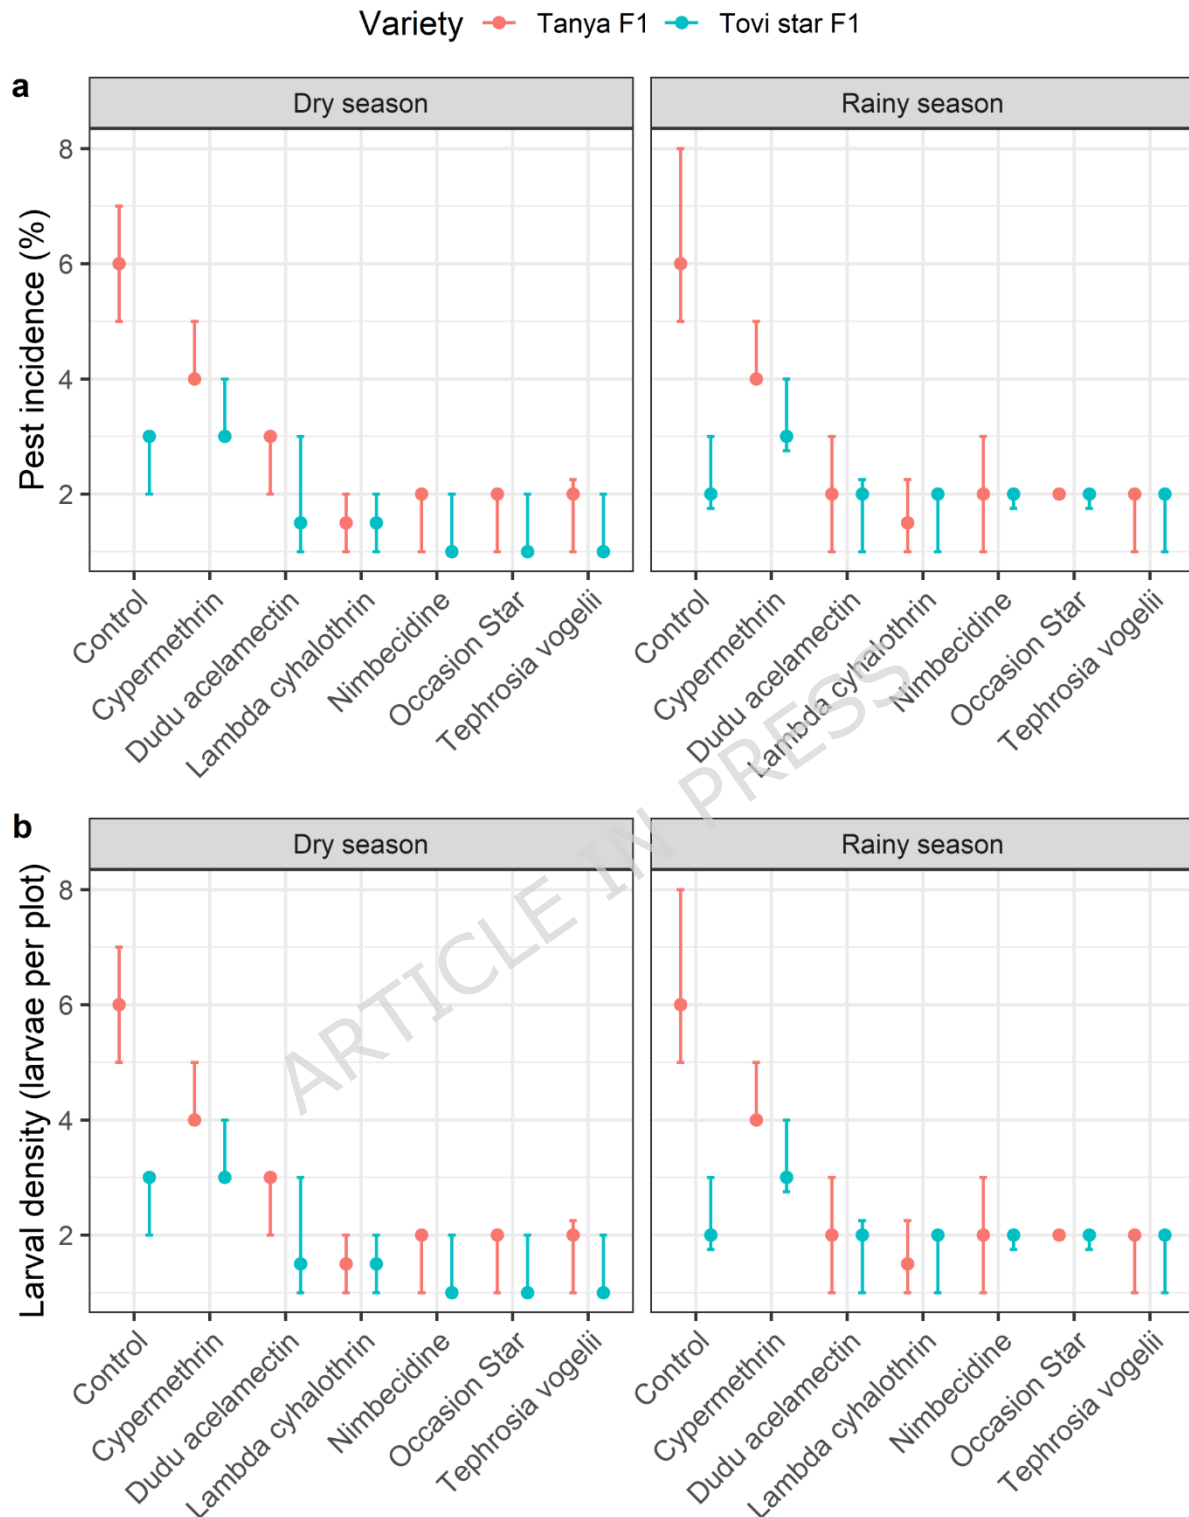 Variety Tanya F1 Tovi star F1
a
Dry season Rainy season
Pest incidence (%)
8
6
4
2
Control Cypermethrin Dudu acelamectin Lambda cyhalothrin Nimbecidine Occasion Star Tephrosia vogelii
Control Cypermethrin Dudu acelamectin Lambda cyhalothrin Nimbecidine Occasion Star Tephrosia vogelii
ARTICLE IN PRESS
b
Dry season Rainy season
Larval density (larvae per plot)
8
6
4
2
Control Cypermethrin Dudu acelamectin Lambda cyhalothrin Nimbecidine Occasion Star Tephrosia vogelii
Control Cypermethrin Dudu acelamectin Lambda cyhalothrin Nimbecidine Occasion Star Tephrosia vogelii